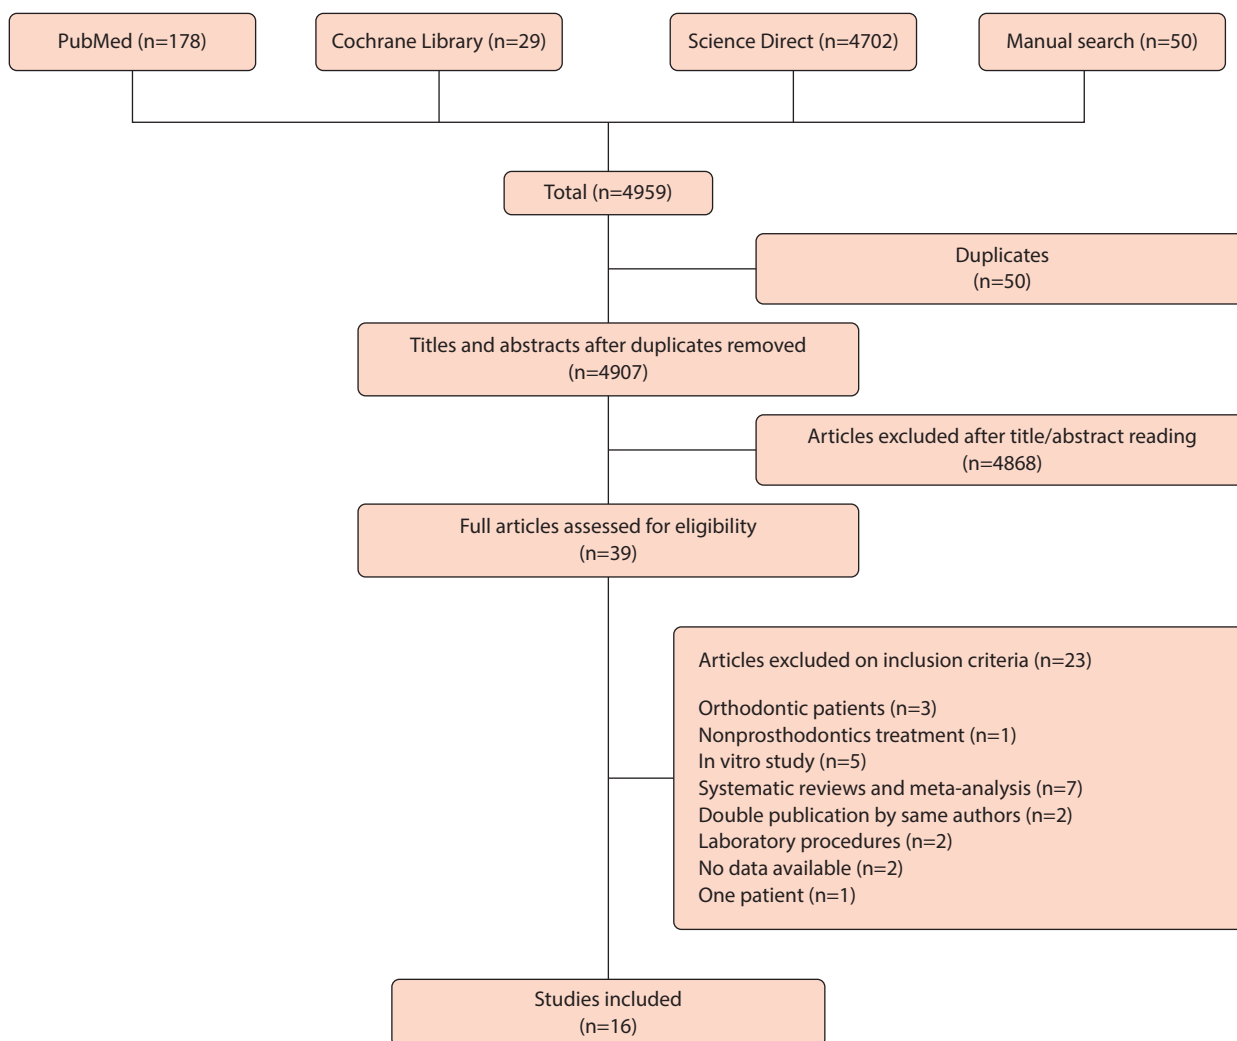 PubMed (n=178)
Cochrane Library (n=29)
Science Direct (n=4702)
Manual search (n=50)
Total (n=4959)
Duplicates
(n=50)
Titles and abstracts after duplicates removed
(n=4907)
Articles excluded after title/abstract reading
(n=4868)
Full articles assessed for eligibility
(n=39)
Articles excluded on inclusion criteria (n=23)
Orthodontic patients (n=3)
Nonprosthodontics treatment (n=1)
In vitro study (n=5)
Systematic reviews and meta-analysis (n=7)
Double publication by same authors (n=2)
Laboratory procedures (n=2)
No data available (n=2)
One patient (n=1)
Studies included
(n=16)